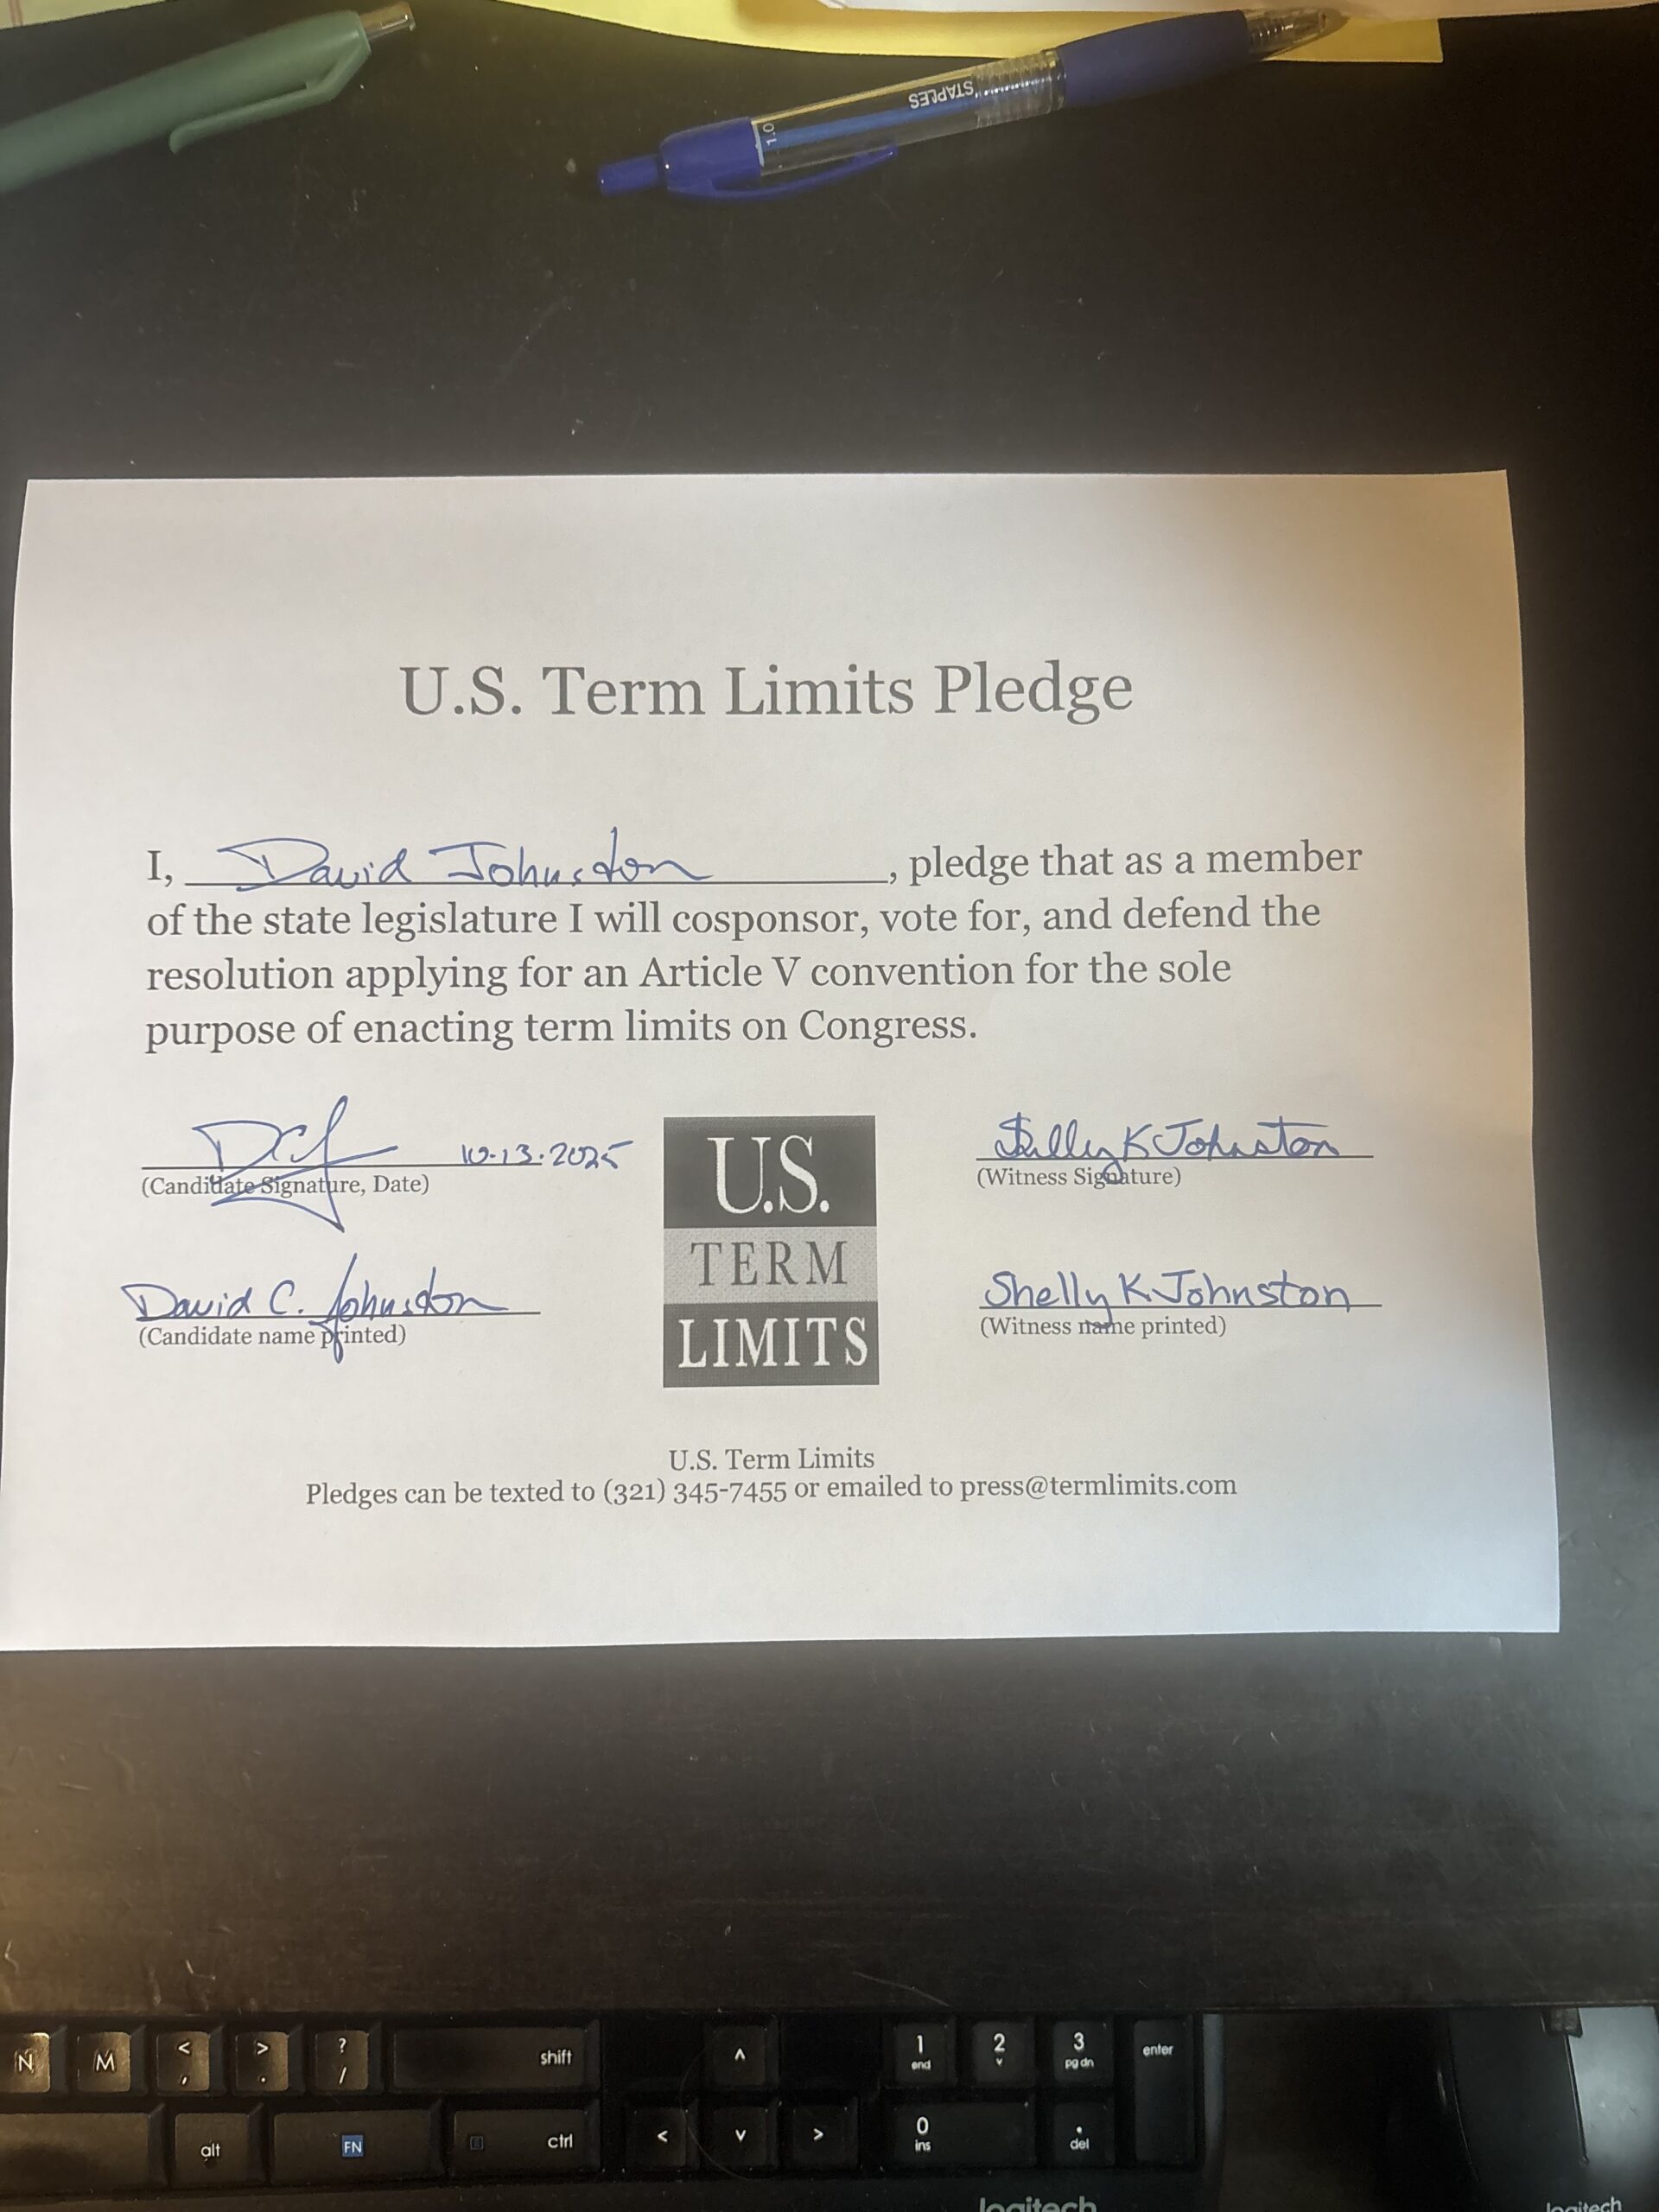 STAPLES
1.0
U.S. Term Limits Pledge
I, David Johnston, pledge that as a member
of the state legislature I will cosponsor, vote for, and defend the
resolution applying for an Article V convention for the sole
purpose of enacting term limits on Congress.
DCJ 10.13.2025
(Candidate Signature, Date)
Shelly K Johnston
(Witness Signature)
David C. Johnston
(Candidate name printed)
Shelly K Johnston
(Witness name printed)
U.S.
TERM
LIMITS
U.S. Term Limits
Pledges can be texted to (321) 345-7455 or emailed to press@termlimits.com
N M < , > . ? / shift ^ 1 end 2 v 3 pg dn enter
alt FN ctrl < v > 0 ins . del
logitech logitech